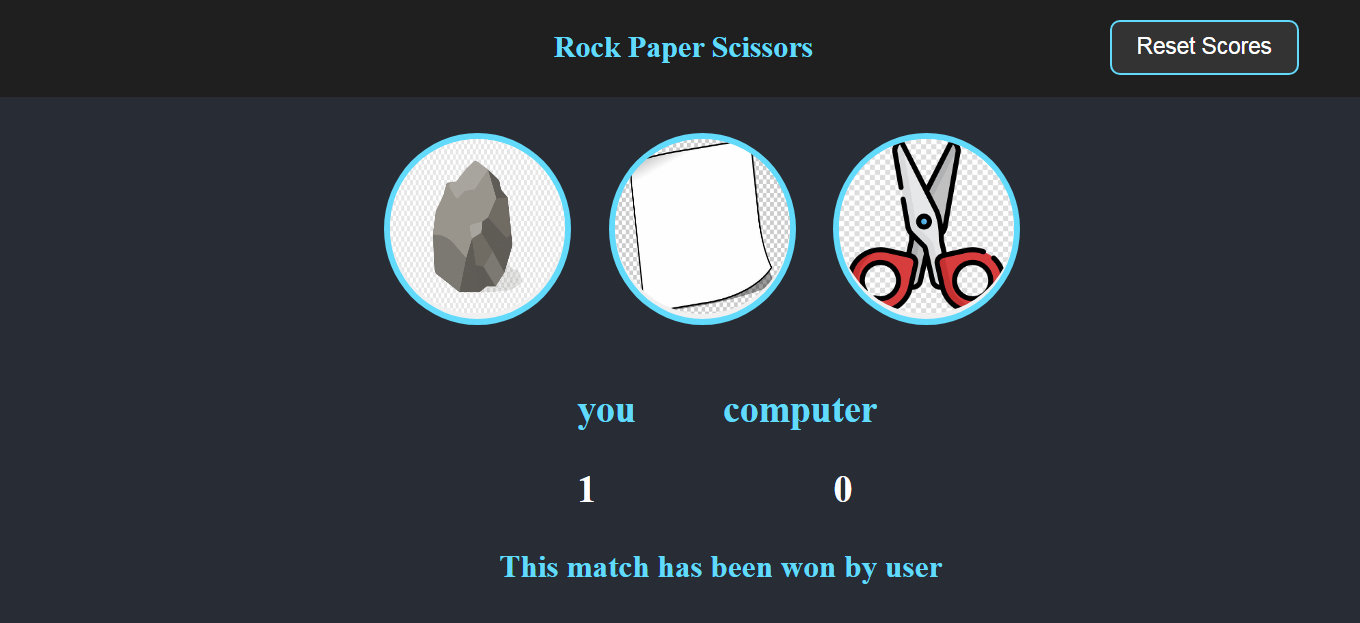 Rock Paper Scissors
Reset Scores
you computer
1 0
This match has been won by user